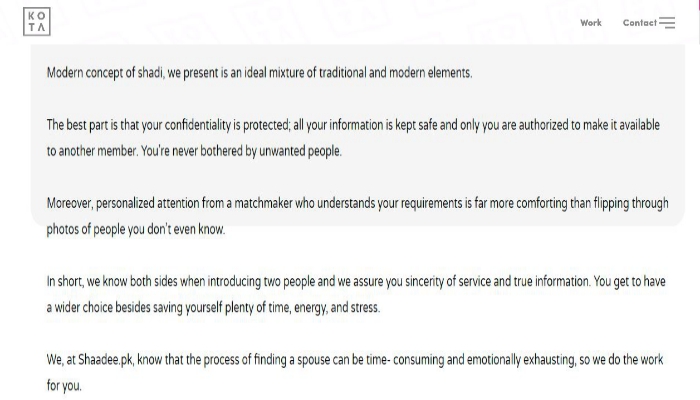 KO
TA
Work
Contact
Modern concept of shadi, we present is an ideal mixture of traditional and modern elements.
The best part is that your confidentiality is protected; all your information is kept safe and only you are authorized to make it available
to another member. You're never bothered by unwanted people.
Moreover, personalized attention from a matchmaker who understands your requirements is far more comforting than flipping through
photos of people you don't even know.
In short, we know both sides when introducing two people and we assure you sincerity of service and true information. You get to have
a wider choice besides saving yourself plenty of time, energy, and stress.
We, at Shaadee.pk, know that the process of finding a spouse can be time- consuming and emotionally exhausting, so we do the work
for you.